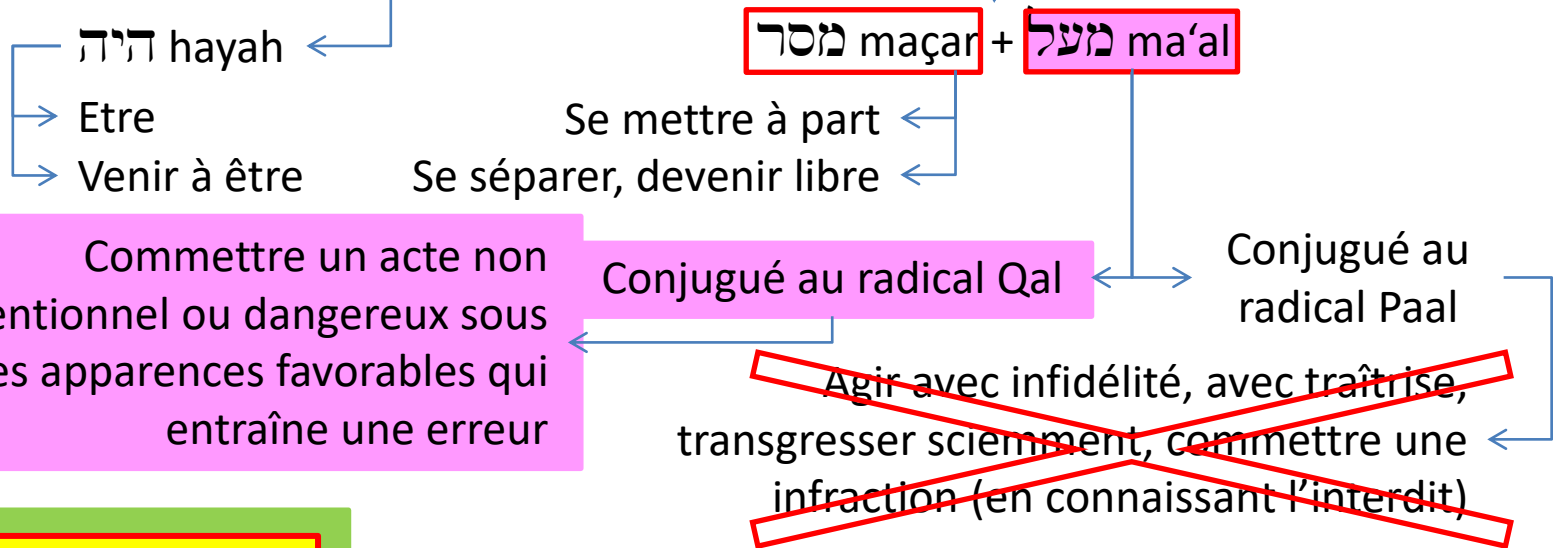 היה hayah
Etre
Venir à être
מסר maçar + מעל ma‘al
Se mettre à part
Se séparer, devenir libre
Conjugué au radical Qal
Commettre un acte non
ou dangereux sous
apparences favorables qui
entraîne une erreur
Conjugué au
radical Paal
Agir avec infidélité, avec traîtrise,
transgresser sciemment, commettre une
infraction (en connaissant l’interdit)